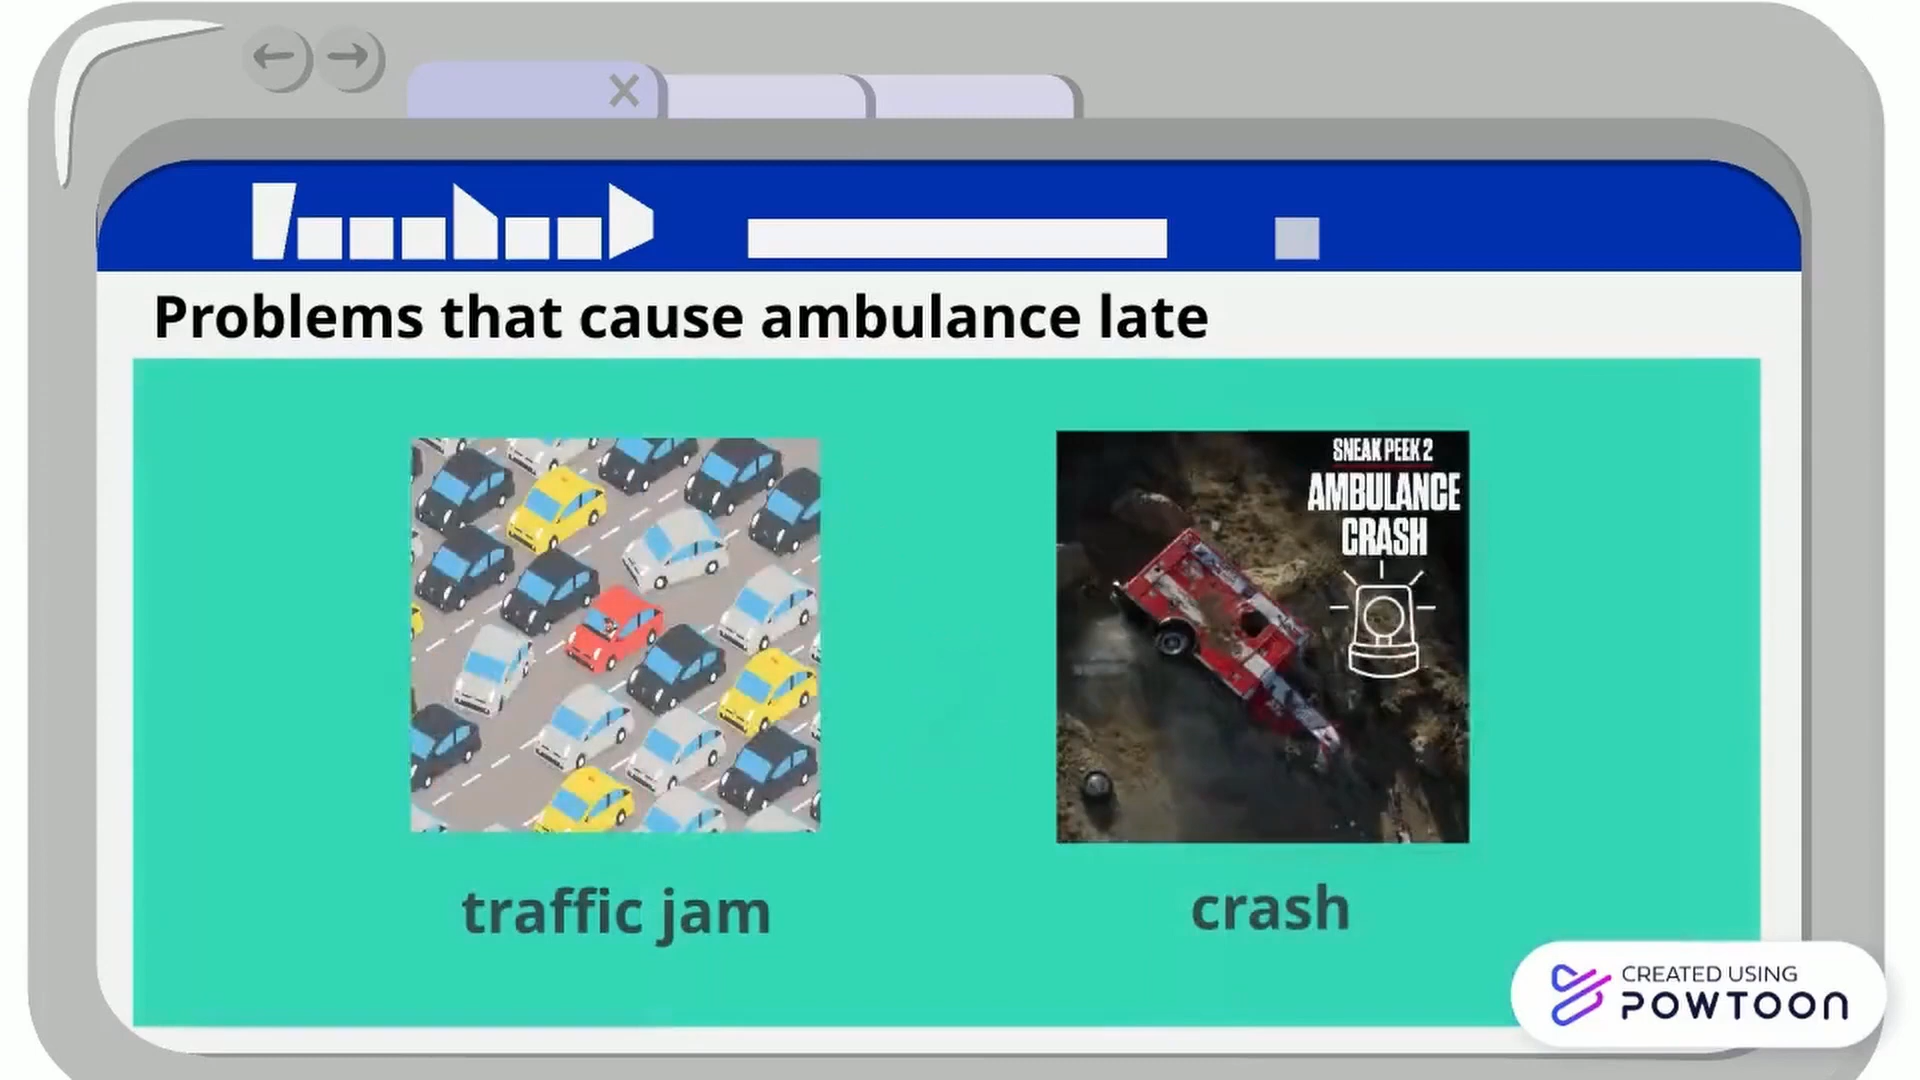 Problems that cause ambulance late
SNEAK PEEK 2
AMBULANCE
CRASH
traffic jam
crash
CREATED USING
POWTOON